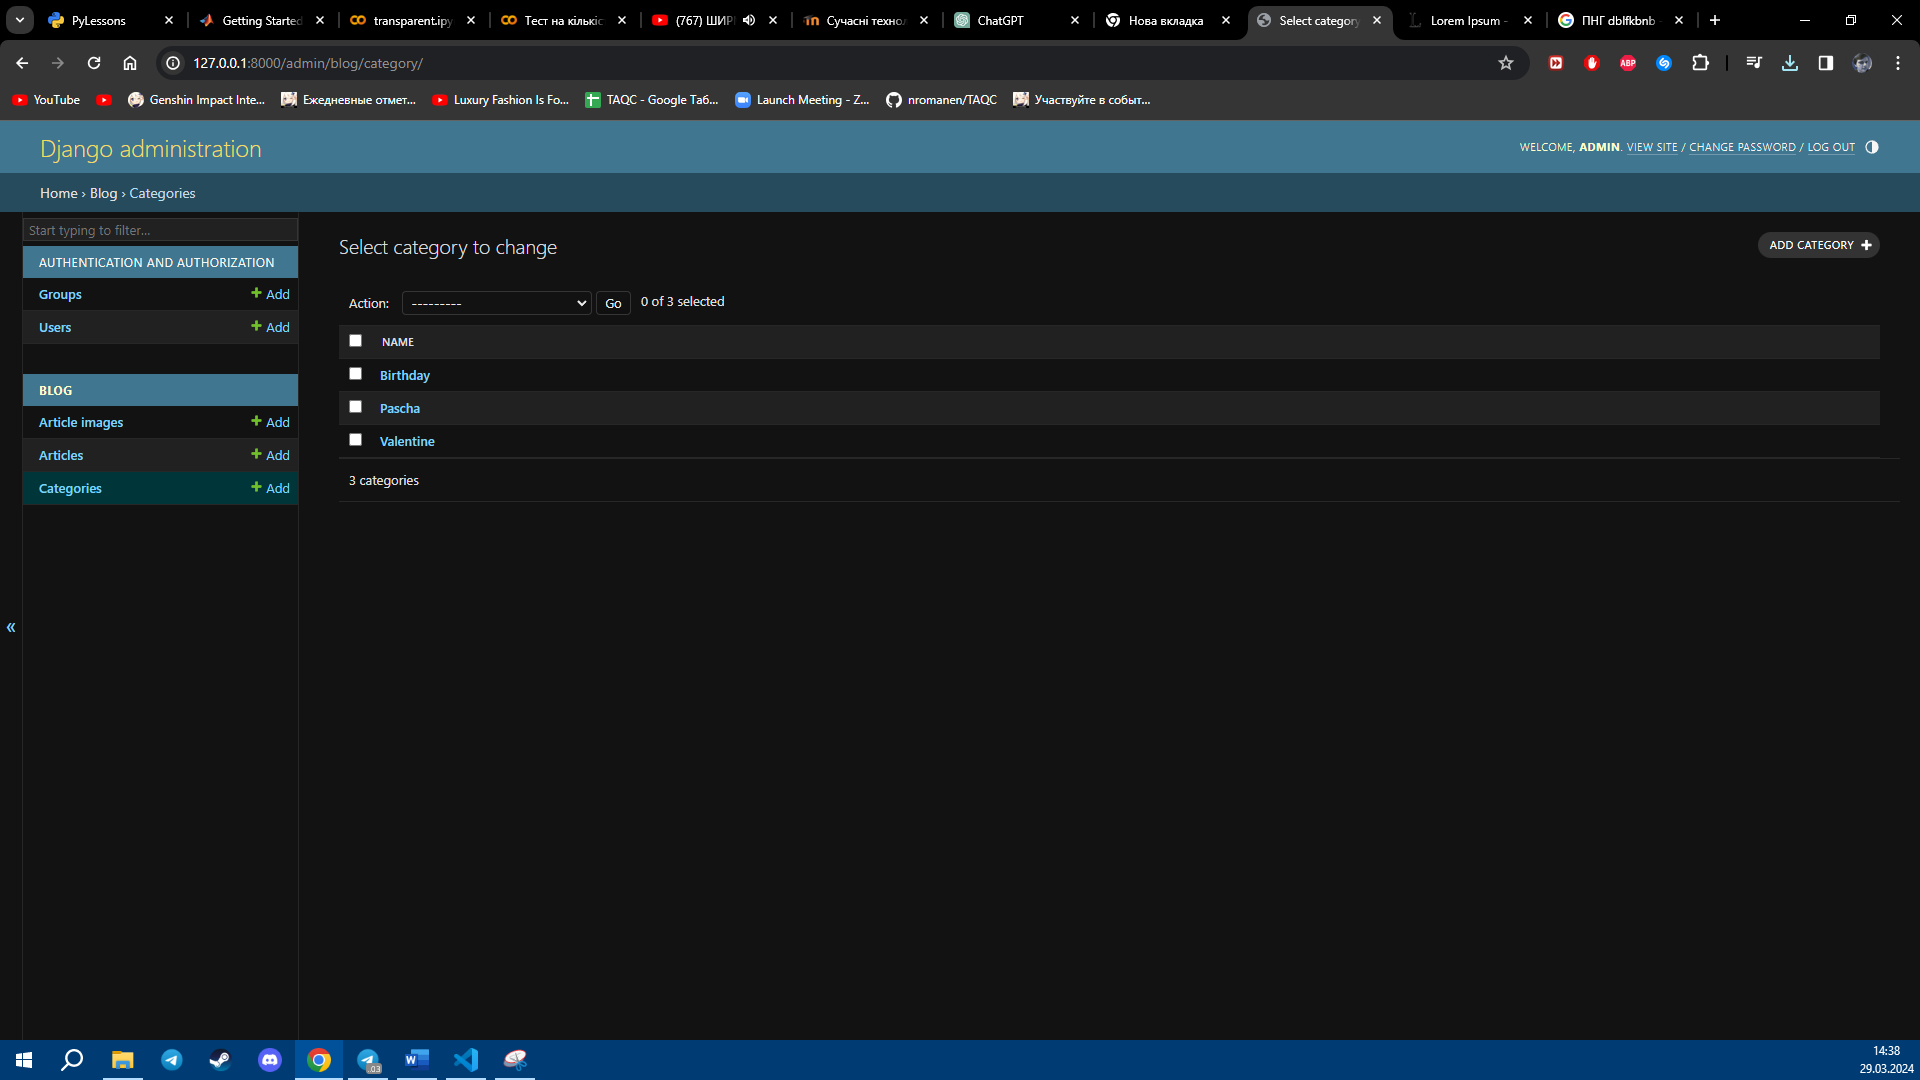 PyLessons
Getting Started
transparent.ipy
Тест на кількіс
(767) ШИР
Сучасні техно
ChatGPT
Нова вкладка
Select category
Lorem Ipsum -
ПНГ dblfkbnb
127.0.0.1:8000/admin/blog/category/
ABP
YouTube
Genshin Impact Inte...
Ежедневные отмет...
Luxury Fashion Is Fo...
TAQC - Google Таб...
Launch Meeting - Z...
nromanen/TAQC
Участвуйте в событ...
Django administration
WELCOME, ADMIN. VIEW SITE / CHANGE PASSWORD / LOG OUT
Home › Blog › Categories
Start typing to filter...
AUTHENTICATION AND AUTHORIZATION
Groups + Add
Users + Add
BLOG
Article images + Add
Articles + Add
Categories + Add
«
Select category to change
ADD CATEGORY +
Action: --------- Go 0 of 3 selected
NAME
Birthday
Pascha
Valentine
3 categories
.03
W
14:38
29.03.2024